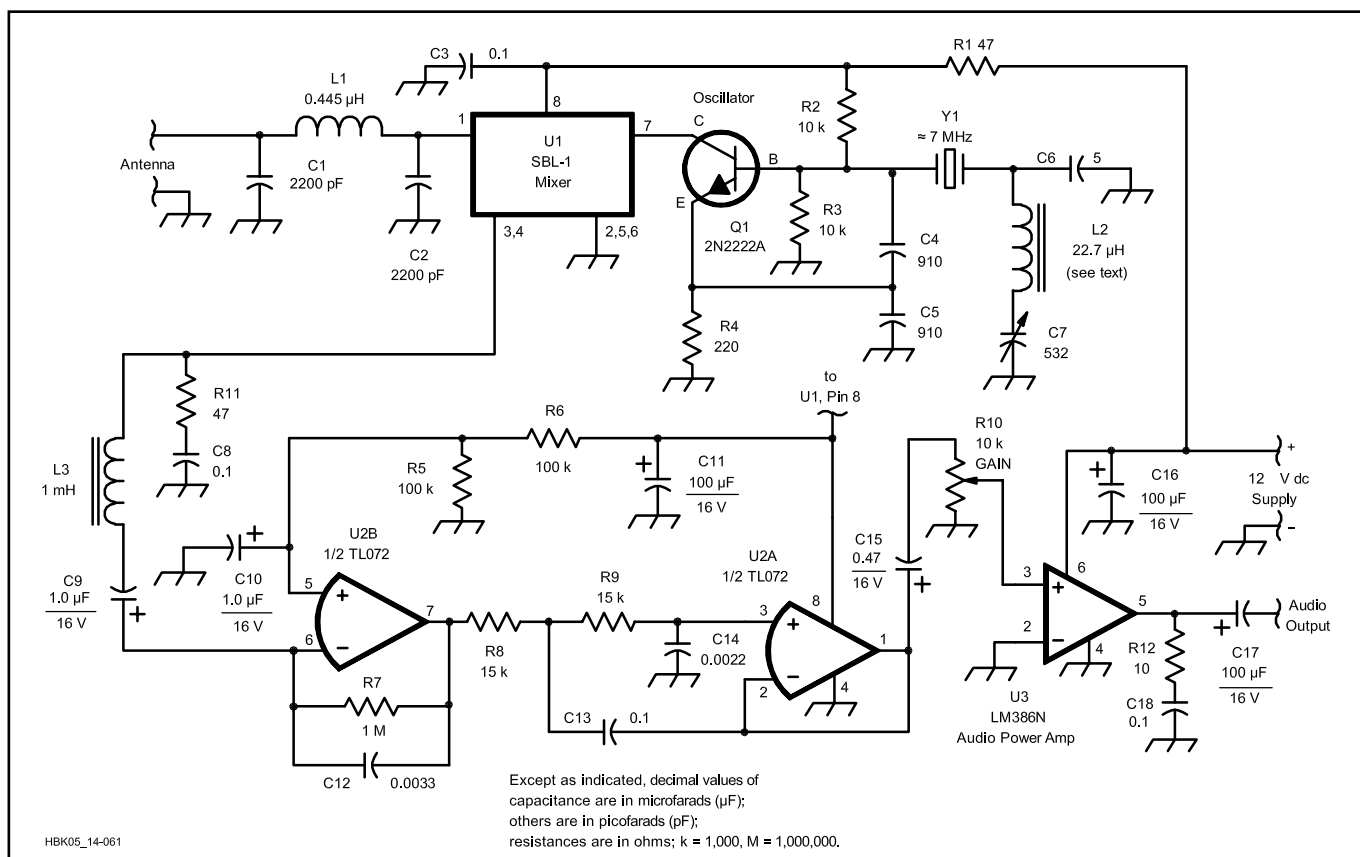 C3
0.1
R1 47
L1
0.445 µH
8
Oscillator
R2
10 k
Y1
≈ 7 MHz
1
U1
SBL-1
Mixer
7
C
B
E
C6
5
Antenna
C1
2200 pF
C2
2200 pF
3,4
2,5,6
Q1
2N2222A
R3
10 k
C4
910
L2
22.7 µH
(see text)
R4
220
C5
910
C7
532
R11
47
C8
0.1
L3
1 mH
R6
100 k
R5
100 k
to
U1, Pin 8
+
C11
100 µF
16 V
R10
10 k
GAIN
+
C16
100 µF
16 V
+
12 V dc
Supply
–
C9
1.0 µF
16 V
+
+
C10
1.0 µF
16 V
U2B
1/2 TL072
5
+
6
–
7
R8
15 k
R9
15 k
C14
0.0022
U2A
1/2 TL072
3
+
2
–
8
4
1
C15
0.47
16 V
+
3
+
2
–
6
5
4
U3
LM386N
Audio Power Amp
R12
10
C18
0.1
+
C17
100 µF
16 V
Audio
Output
R7
1 M
C12
0.0033
C13
0.1
Except as indicated, decimal values of
capacitance are in microfarads (µF);
others are in picofarads (pF);
resistances are in ohms; k = 1,000, M = 1,000,000.
HBK05_14-061